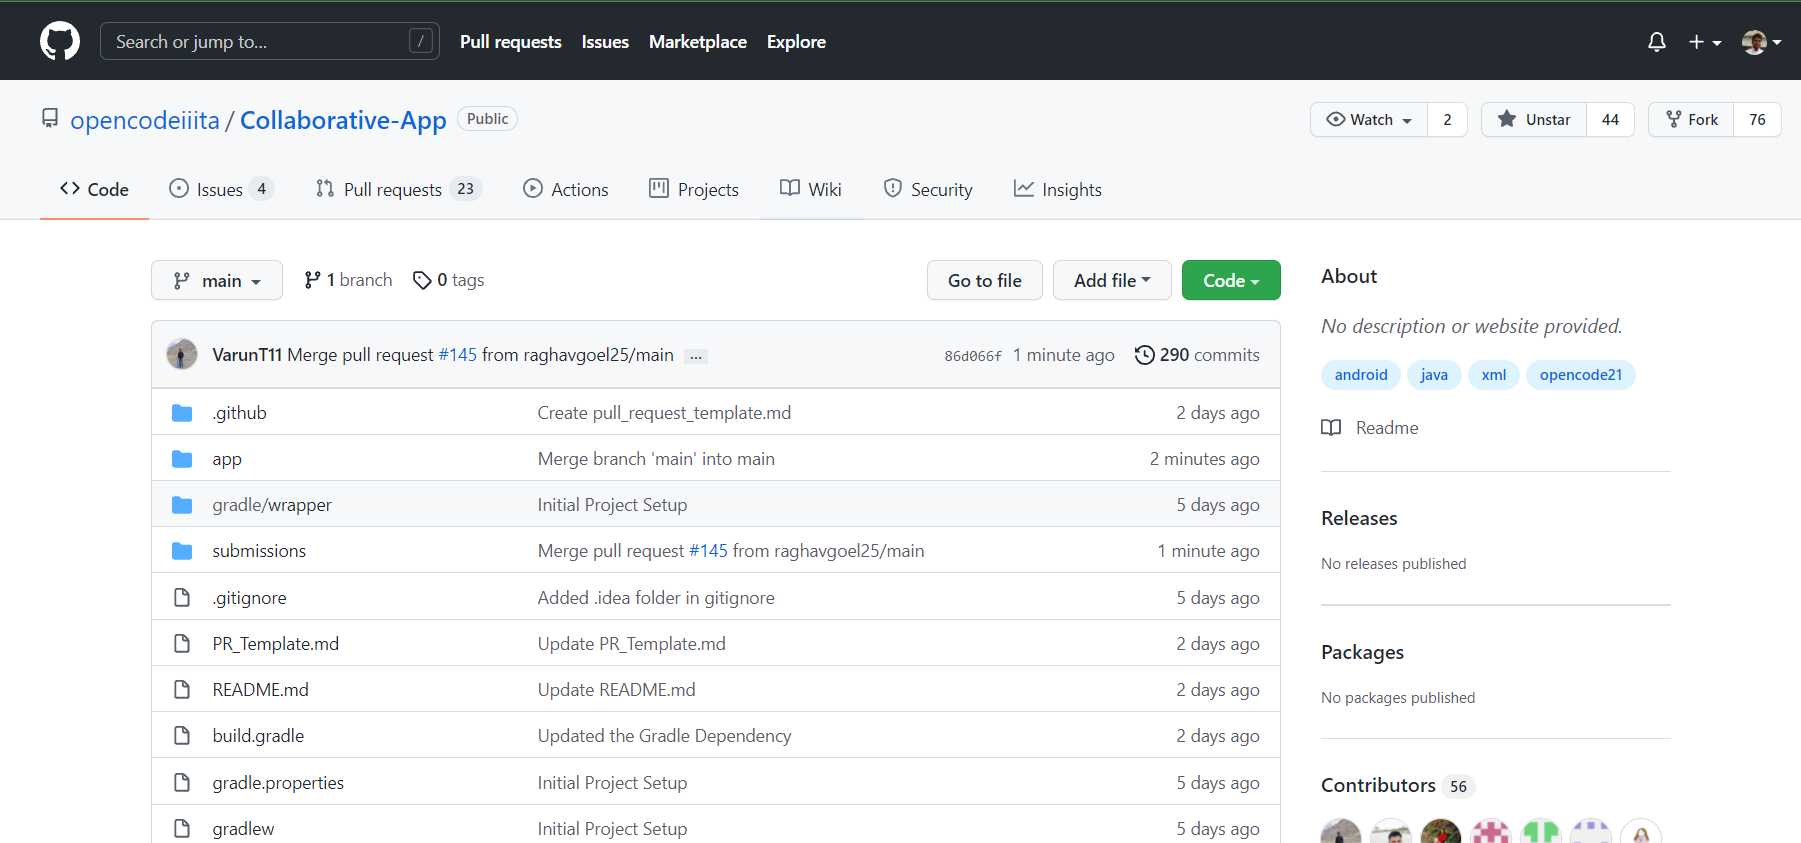 Search or jump to... / Pull requests Issues Marketplace Explore
opencodeiiita / Collaborative-App Public Watch 2 Unstar 44 Fork 76
Code Issues 4 Pull requests 23 Actions Projects Wiki Security Insights
main 1 branch 0 tags Go to file Add file Code
VarunT11 Merge pull request #145 from raghavgoel25/main ... 86d066f 1 minute ago 290 commits
.github Create pull_request_template.md 2 days ago
app Merge branch 'main' into main 2 minutes ago
gradle/wrapper Initial Project Setup 5 days ago
submissions Merge pull request #145 from raghavgoel25/main 1 minute ago
.gitignore Added .idea folder in gitignore 5 days ago
PR_Template.md Update PR_Template.md 2 days ago
README.md Update README.md 2 days ago
build.gradle Updated the Gradle Dependency 2 days ago
gradle.properties Initial Project Setup 5 days ago
gradlew Initial Project Setup 5 days ago
About
No description or website provided.
android java xml opencode21
Readme
Releases
No releases published
Packages
No packages published
Contributors 56